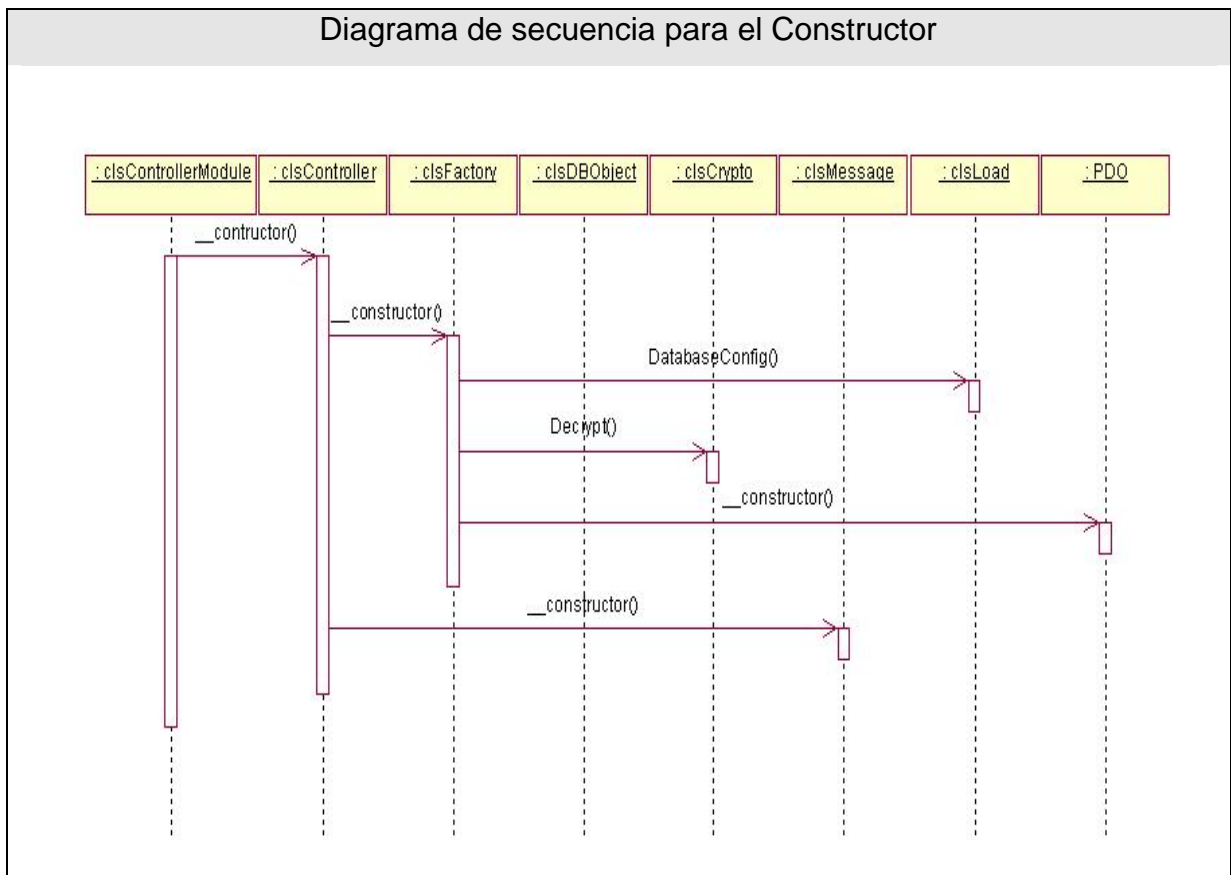 Diagrama de secuencia para el Constructor
: clsControllerModule
: clsController
: clsFactory
: clsDBObject
: clsCrypto
: clsMessage
: clsLoad
: PDO
__contructor()
__constructor()
DatabaseConfig()
Decrypt()
__constructor()
__constructor()